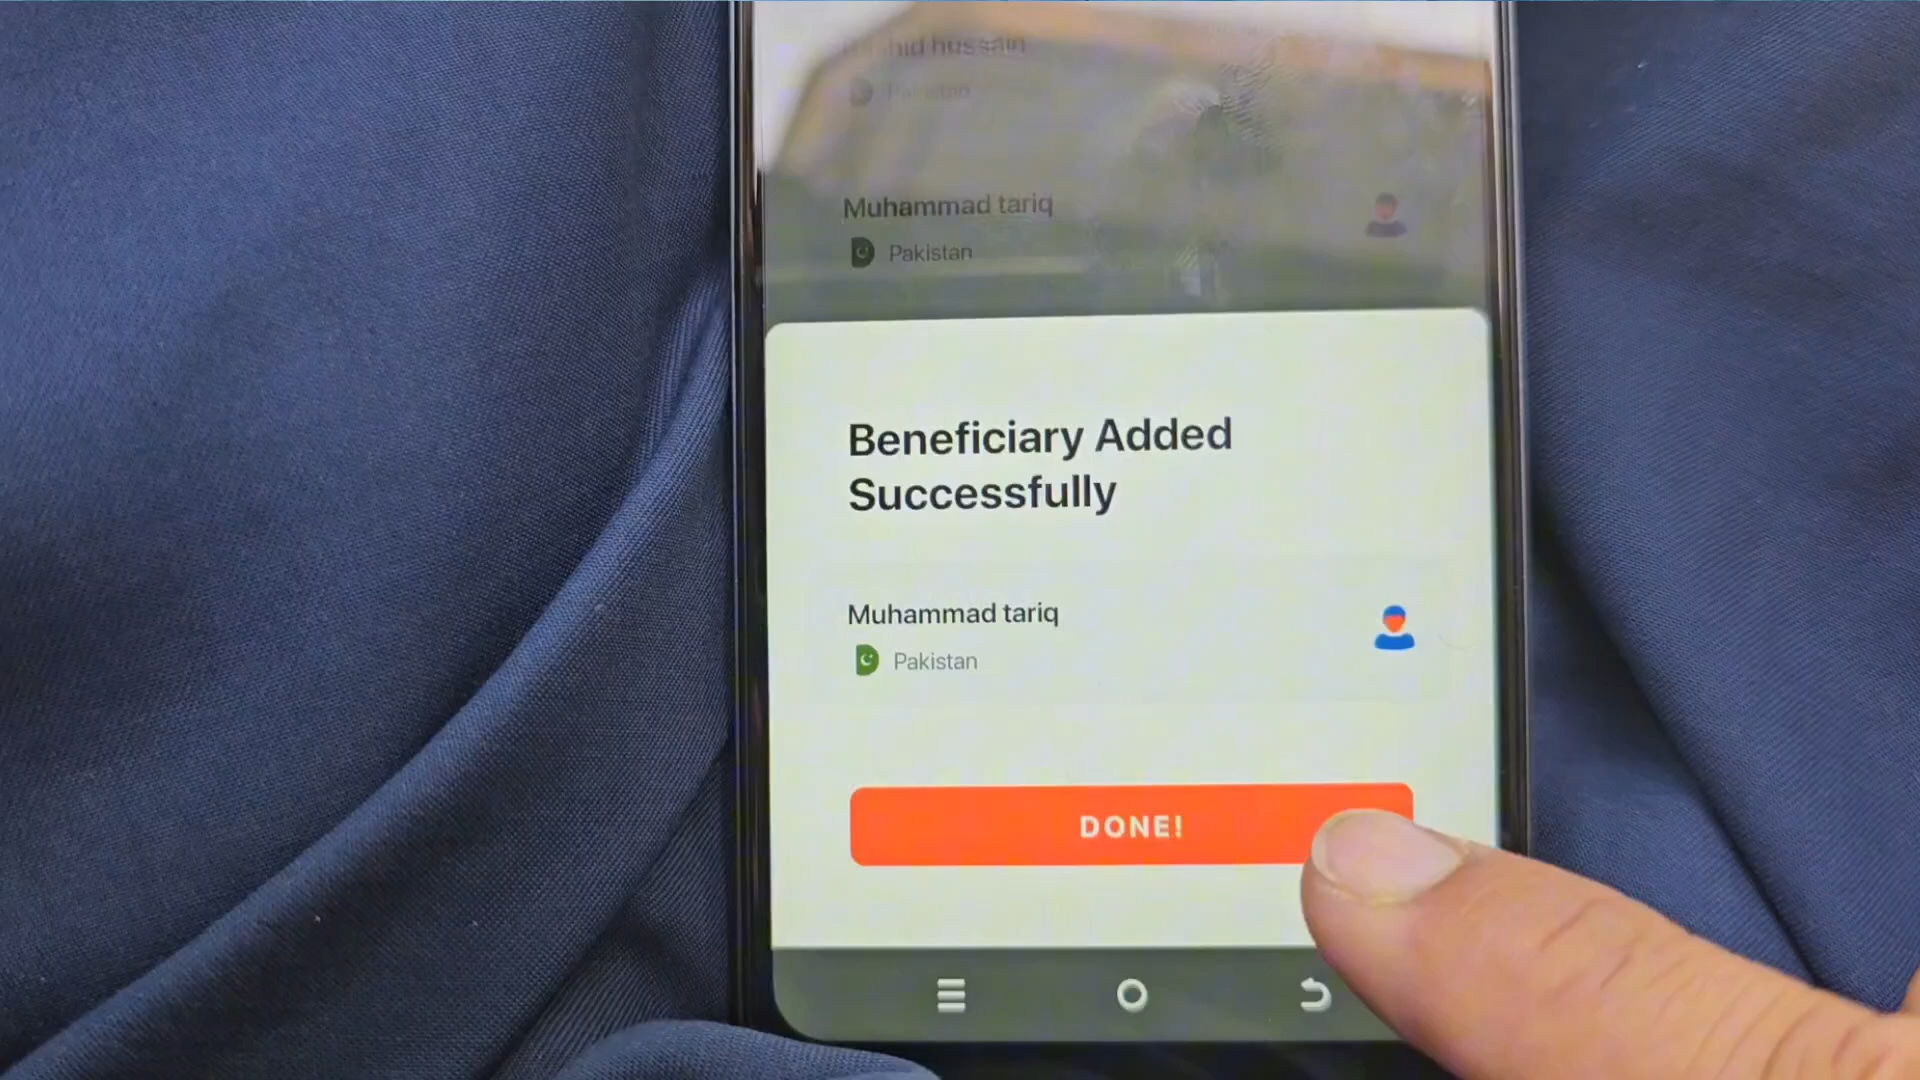 hussain
Pakistan
Muhammad tariq
Pakistan
Beneficiary Added
Successfully
Muhammad tariq
Pakistan
DONE!